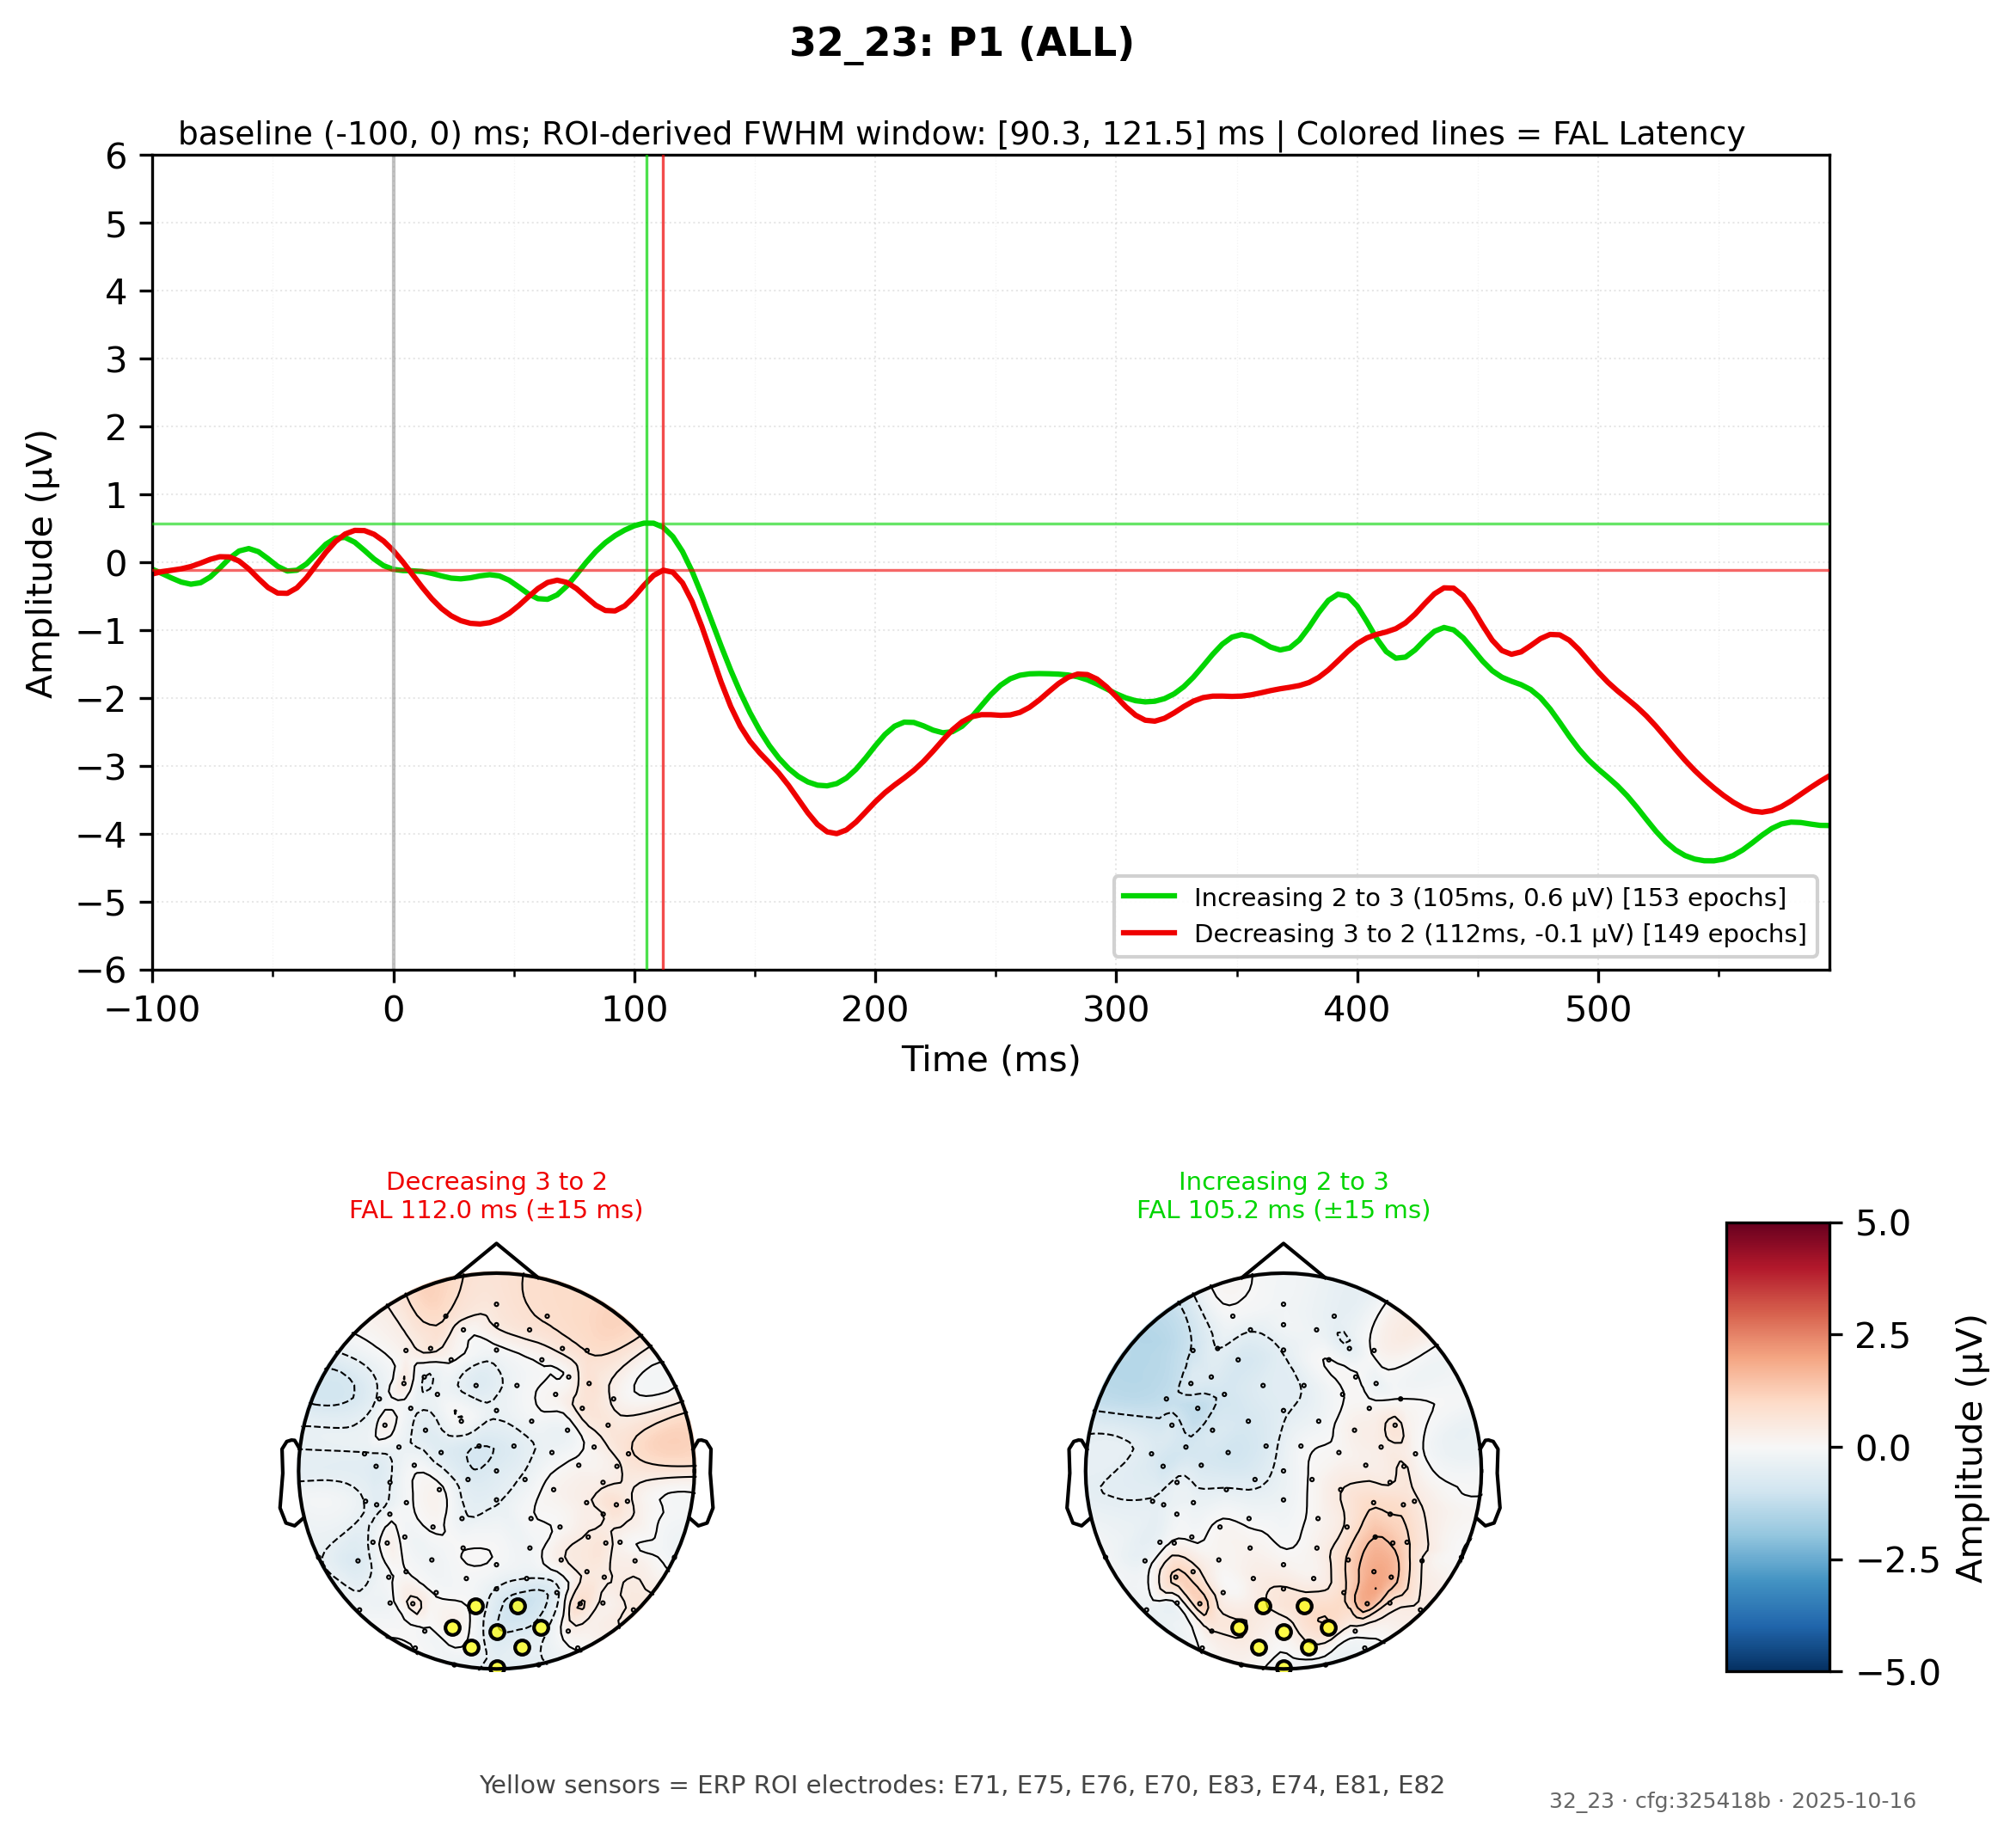 32_23: P1 (ALL)
baseline (-100, 0) ms; ROI-derived FWHM window: [90.3, 121.5] ms | Colored lines = FAL Latency
6
5
4
3
2
1
0
−1
−2
−3
−4
−5
−6
Amplitude (µV)
Increasing 2 to 3 (105ms, 0.6 µV) [153 epochs]
Decreasing 3 to 2 (112ms, -0.1 µV) [149 epochs]
−100 0 100 200 300 400 500
Time (ms)
Decreasing 3 to 2
FAL 112.0 ms (±15 ms)
Increasing 2 to 3
FAL 105.2 ms (±15 ms)
5.0
2.5
0.0
−2.5
−5.0
Amplitude (µV)
Yellow sensors = ERP ROI electrodes: E71, E75, E76, E70, E83, E74, E81, E82
32_23 · cfg:325418b · 2025-10-16